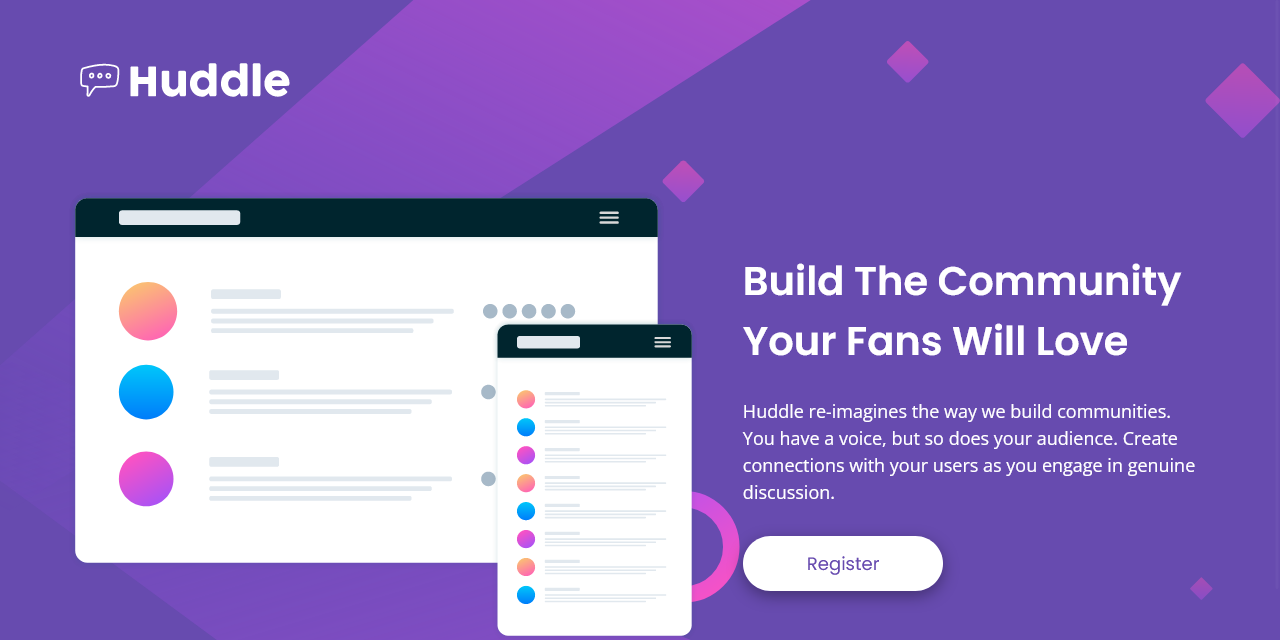 Huddle
Build The Community
Your Fans Will Love
Huddle re-imagines the way we build communities.
You have a voice, but so does your audience. Create
connections with your users as you engage in genuine
discussion.
Register